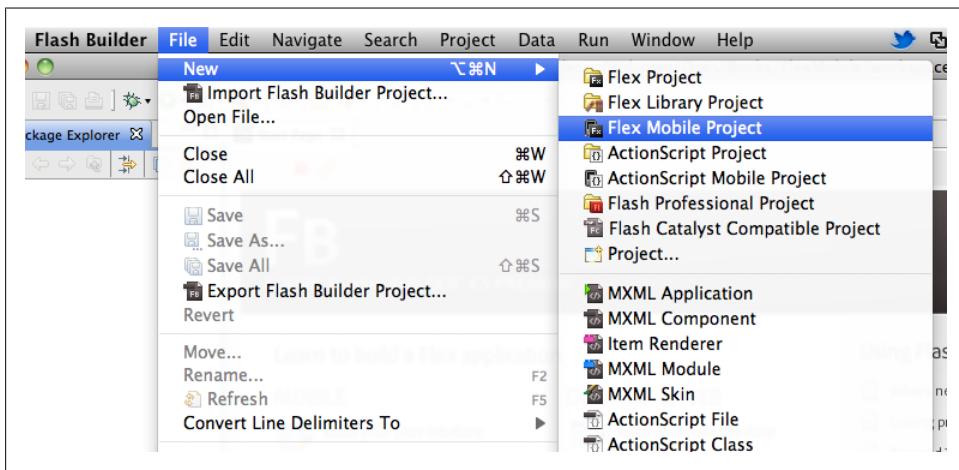 Flash Builder File Edit Navigate Search Project Data Run Window Help
ckage Explorer
New ⌥⌘N ▶
Import Flash Builder Project...
Open File...
Close ⌘W
Close All ⇧⌘W
Save ⌘S
Save As...
Save All ⇧⌘S
Export Flash Builder Project...
Revert
Move...
Rename... F2
Refresh F5
Convert Line Delimiters To ▶
Flex Project
Flex Library Project
Flex Mobile Project
ActionScript Project
ActionScript Mobile Project
Flash Professional Project
Flash Catalyst Compatible Project
Project...
MXML Application
MXML Component
Item Renderer
MXML Module
MXML Skin
ActionScript File
ActionScript Class